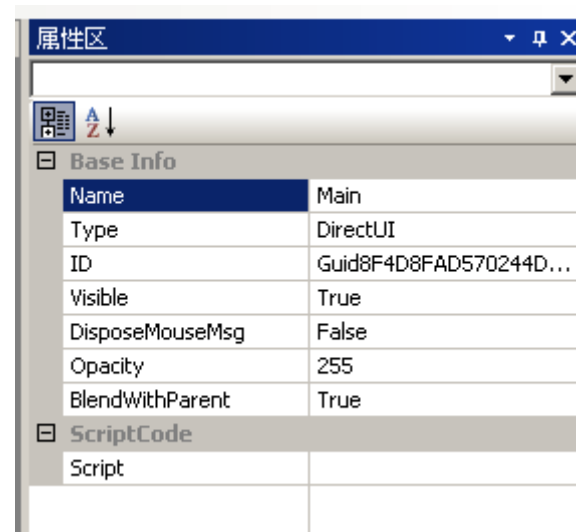 属性区
A Z
Base Info
Name Main
Type DirectUI
ID Guid8F4D8FAD570244D...
Visible True
DisposeMouseMsg False
Opacity 255
BlendWithParent True
ScriptCode
Script